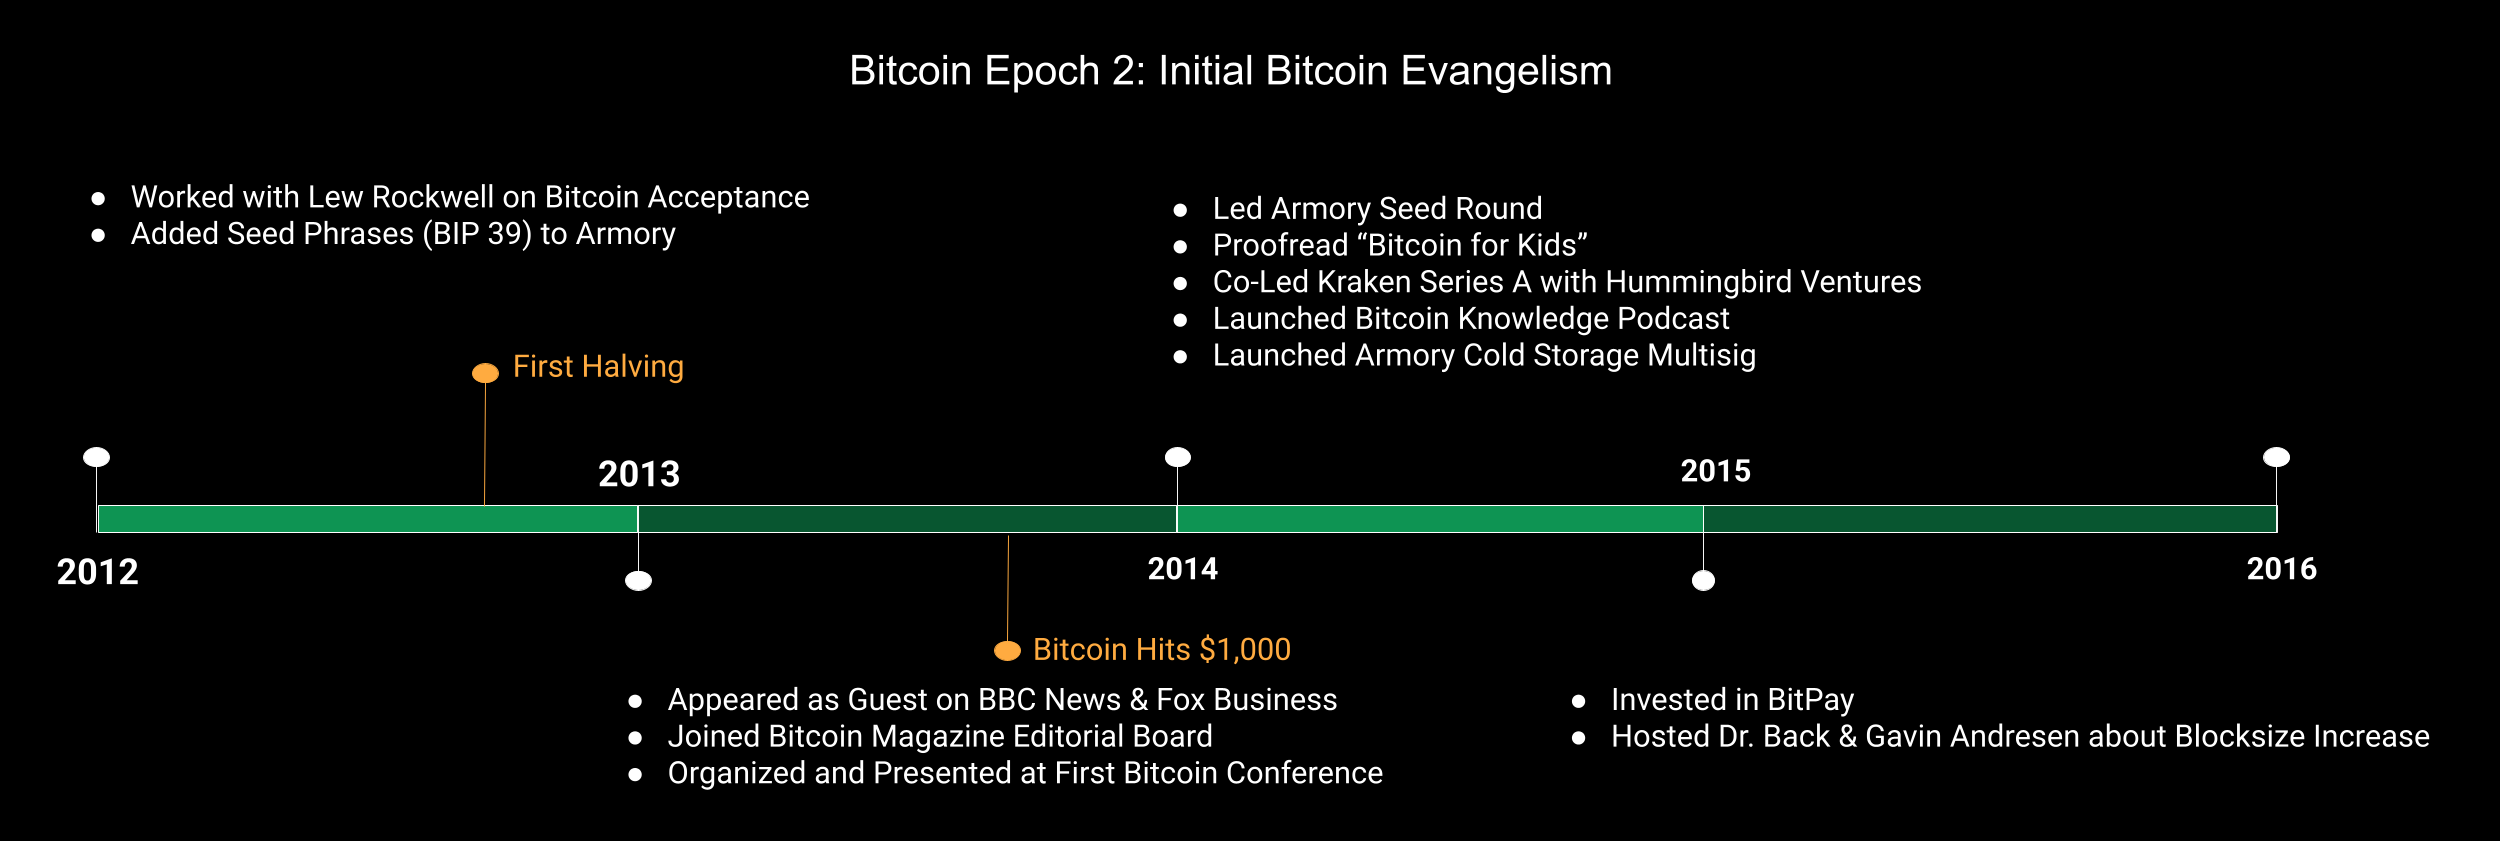 Bitcoin Epoch 2: Initial Bitcoin Evangelism
● Worked with Lew Rockwell on Bitcoin Acceptance
● Added Seed Phrases (BIP 39) to Armory
● Led Armory Seed Round
● Proofread “Bitcoin for Kids”
● Co-Led Kraken Series A with Hummingbird Ventures
● Launched Bitcoin Knowledge Podcast
● Launched Armory Cold Storage Multisig
First Halving
2013
2015
2012
2014
2016
Bitcoin Hits $1,000
● Appeared as Guest on BBC News & Fox Business
● Joined Bitcoin Magazine Editorial Board
● Organized and Presented at First Bitcoin Conference
● Invested in BitPay
● Hosted Dr. Back & Gavin Andresen about Blocksize Increase